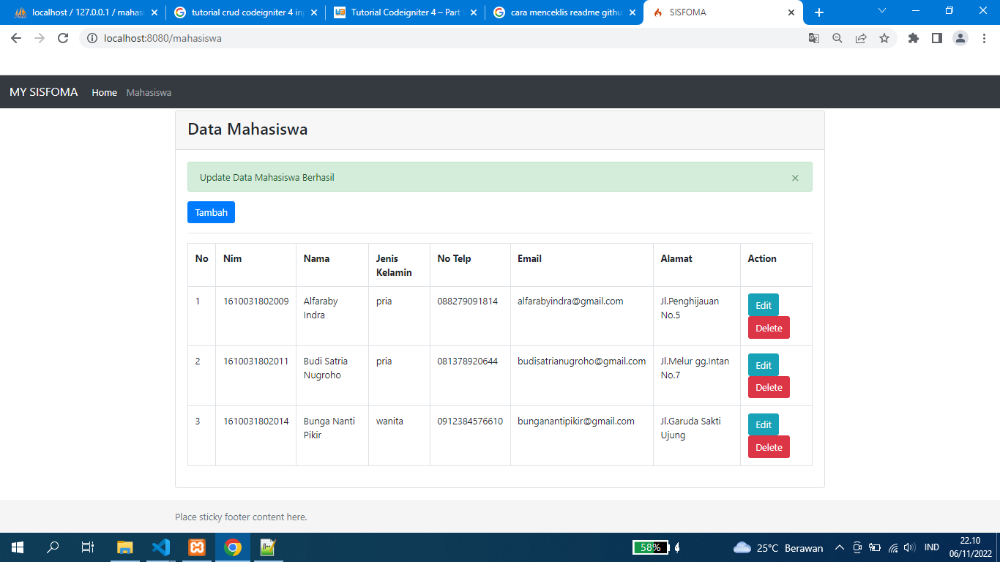 localhost / 127.0.0.1 / mahas
tutorial crud codeigniter 4 in
Tutorial Codeigniter 4 – Part
cara menceklis readme githu
SISFOMA
localhost:8080/mahasiswa
MY SISFOMA Home Mahasiswa
Data Mahasiswa
Update Data Mahasiswa Berhasil ×
Tambah
No Nim Nama Jenis Kelamin No Telp Email Alamat Action
1 1610031802009 Alfaraby Indra pria 088279091814 alfarabyindra@gmail.com Jl.Penghijauan No.5 Edit Delete
2 1610031802011 Budi Satria Nugroho pria 081378920644 budisatrianugroho@gmail.com Jl.Melur gg.Intan No.7 Edit Delete
3 1610031802014 Bunga Nanti Pikir wanita 0912384576610 bunganantipikir@gmail.com Jl.Garuda Sakti Ujung Edit Delete
Place sticky footer content here.
58% 25°C Berawan IND 22.10
06/11/2022